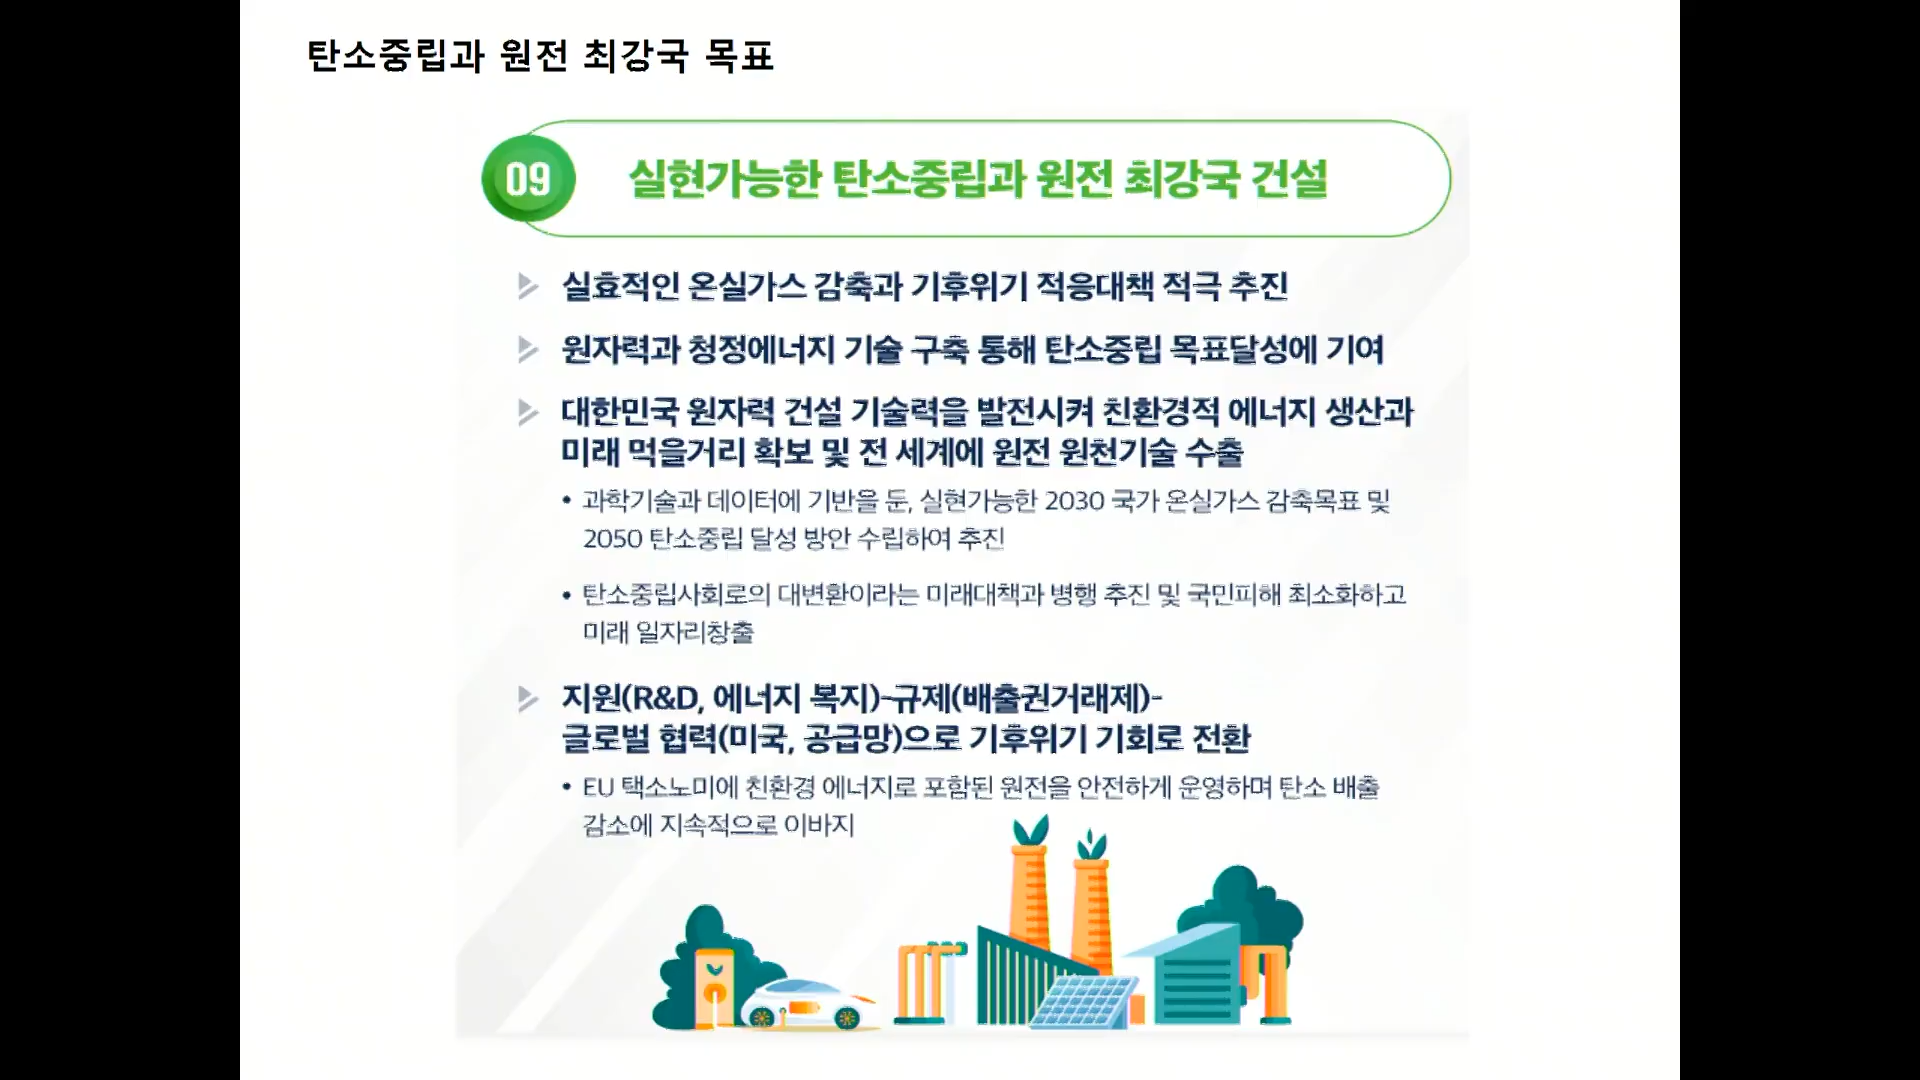 탄소중립과 원전 최강국 목표
09
실현가능한 탄소중립과 원전 최강국 건설
실효적인 온실가스 감축과 기후위기 적응대책 적극 추진
원자력과 청정에너지 기술 구축 통해 탄소중립 목표달성에 기여
대한민국 원자력 건설 기술력을 발전시켜 친환경적 에너지 생산과
미래 먹을거리 확보 및 전 세계에 원전 원천기술 수출
• 과학기술과 데이터에 기반을 둔, 실현가능한 2030 국가 온실가스 감축목표 및
2050 탄소중립 달성 방안 수립하여 추진
• 탄소중립사회로의 대변환이라는 미래대책과 병행 추진 및 국민피해 최소화하고
미래 일자리창출
지원(R&D, 에너지 복지)-규제(배출권거래제)-
글로벌 협력(미국, 공급망)으로 기후위기 기회로 전환
• EU 택소노미에 친환경 에너지로 포함된 원전을 안전하게 운영하며 탄소 배출
감소에 지속적으로 이바지